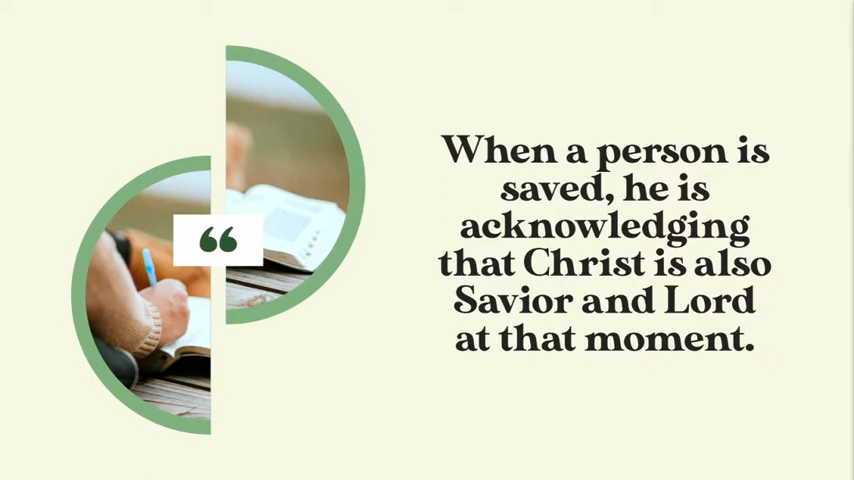 “
When a person is
saved, he is
acknowledging
that Christ is also
Savior and Lord
at that moment.